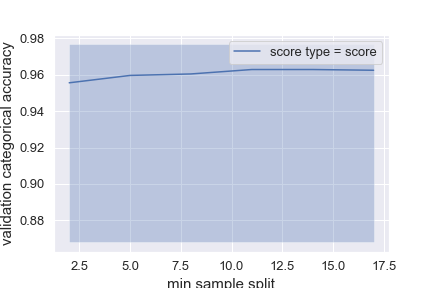 0.98
score type = score
0.96
0.94
0.92
0.90
0.88
validation categorical accuracy
2.5 5.0 7.5 10.0 12.5 15.0 17.5
min sample split